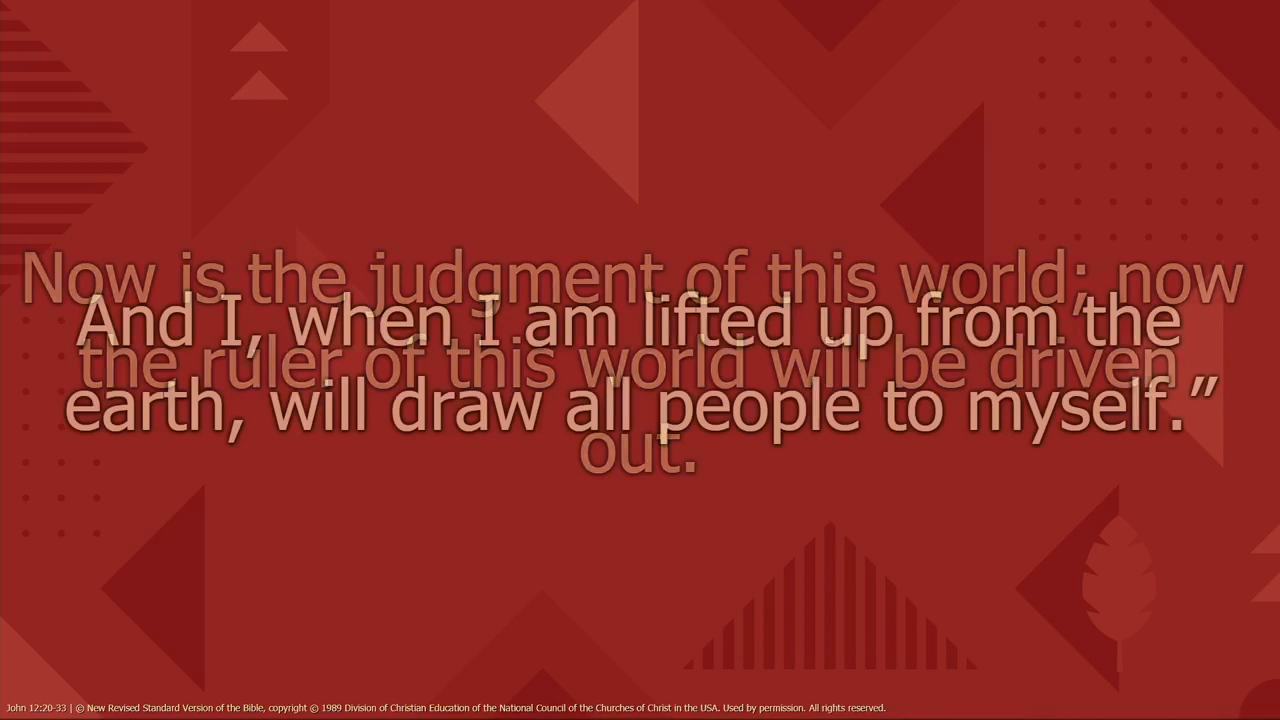 Now is the judgment of this world; now
the ruler of this world will be driven
out.
And I, when I am lifted up from the
earth, will draw all people to myself.”
John 12:20-33 | © New Revised Standard Version of the Bible, copyright © 1989 Division of Christian Education of the National Council of the Churches of Christ in the USA. Used by permission. All rights reserved.